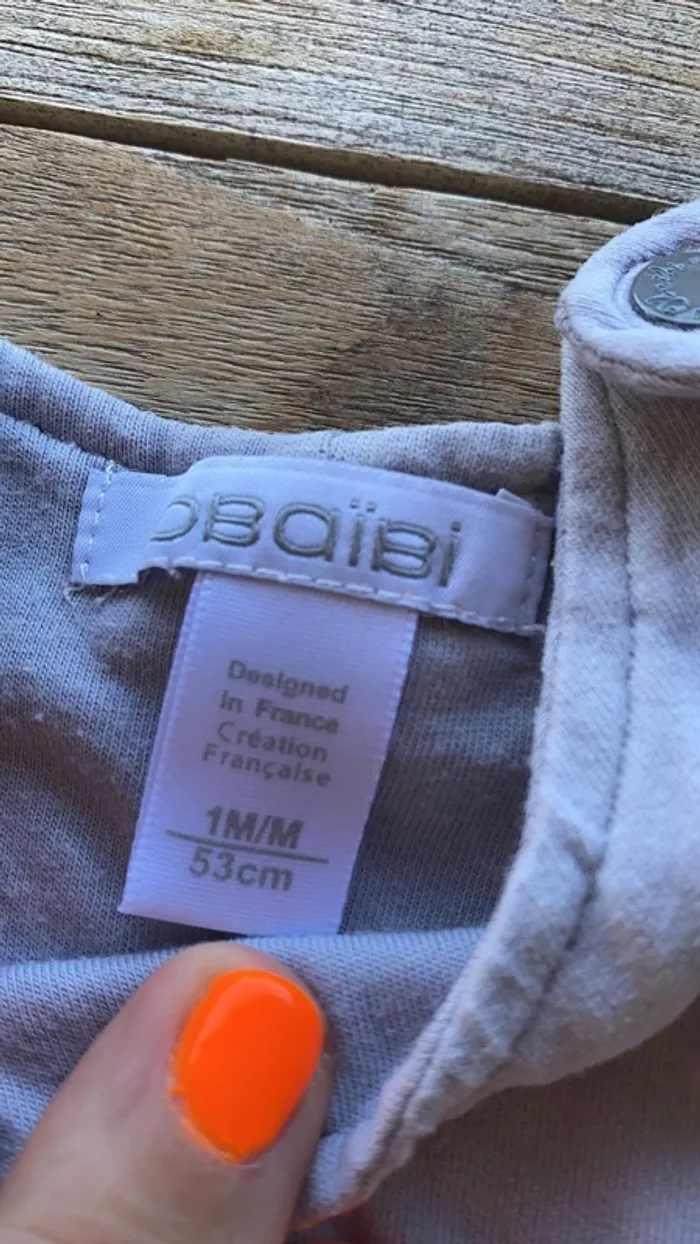 obaïbi
Designed
in France
Création
Française
1M/M
53cm